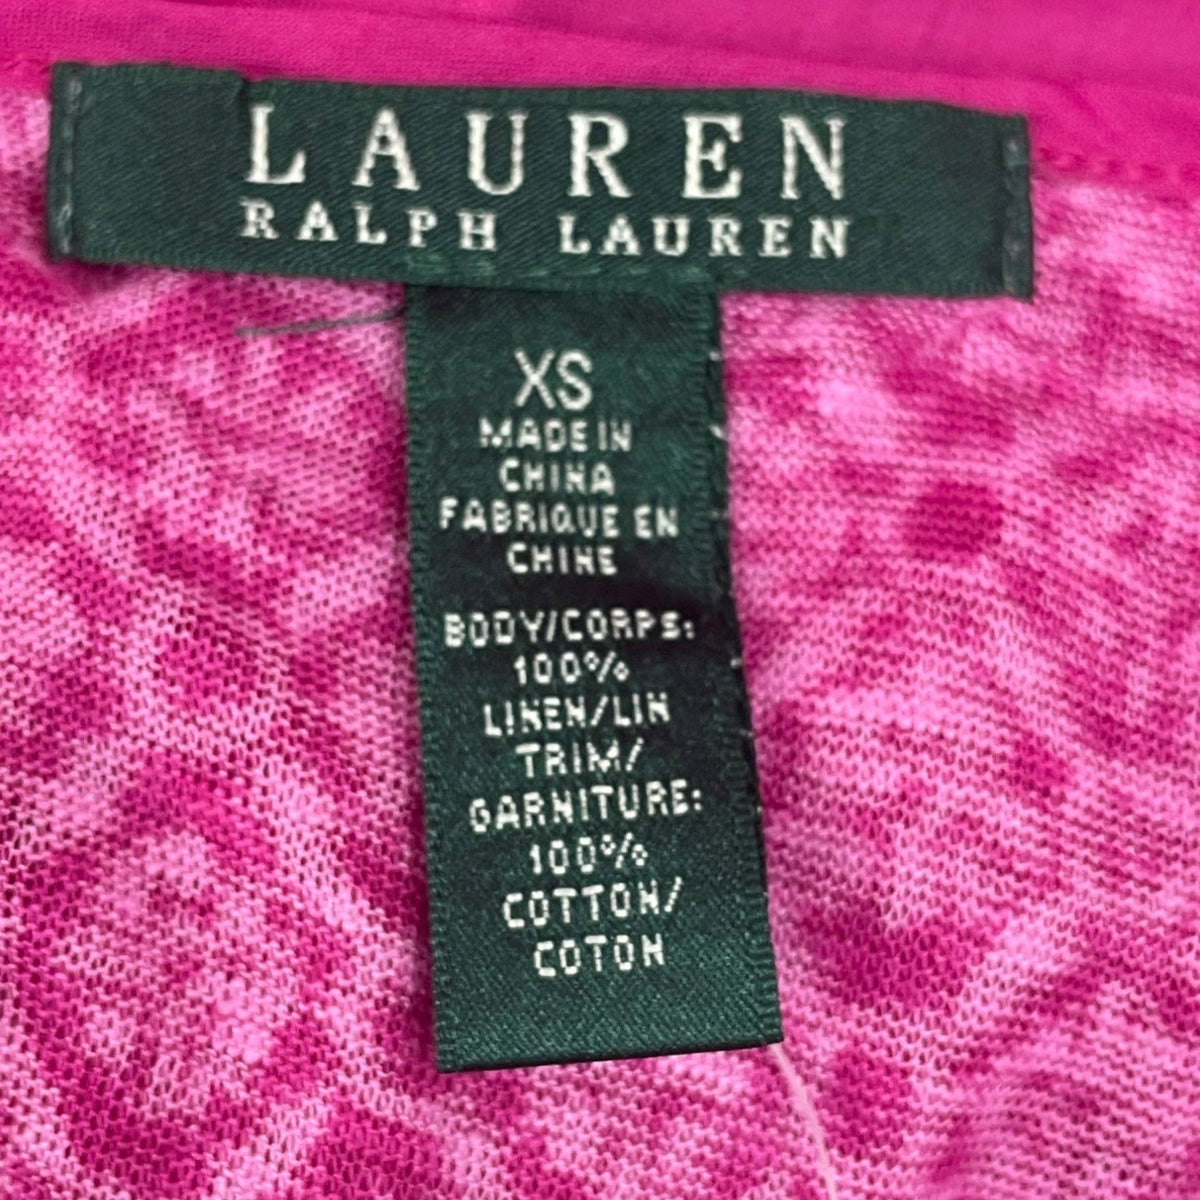 LAUREN
RALPH LAUREN
XS
MADE IN
CHINA
FABRIQUE EN
CHINE
BODY/CORPS:
100%
LINEN/LIN
TRIM/
GARNITURE:
100%
COTTON/
COTON